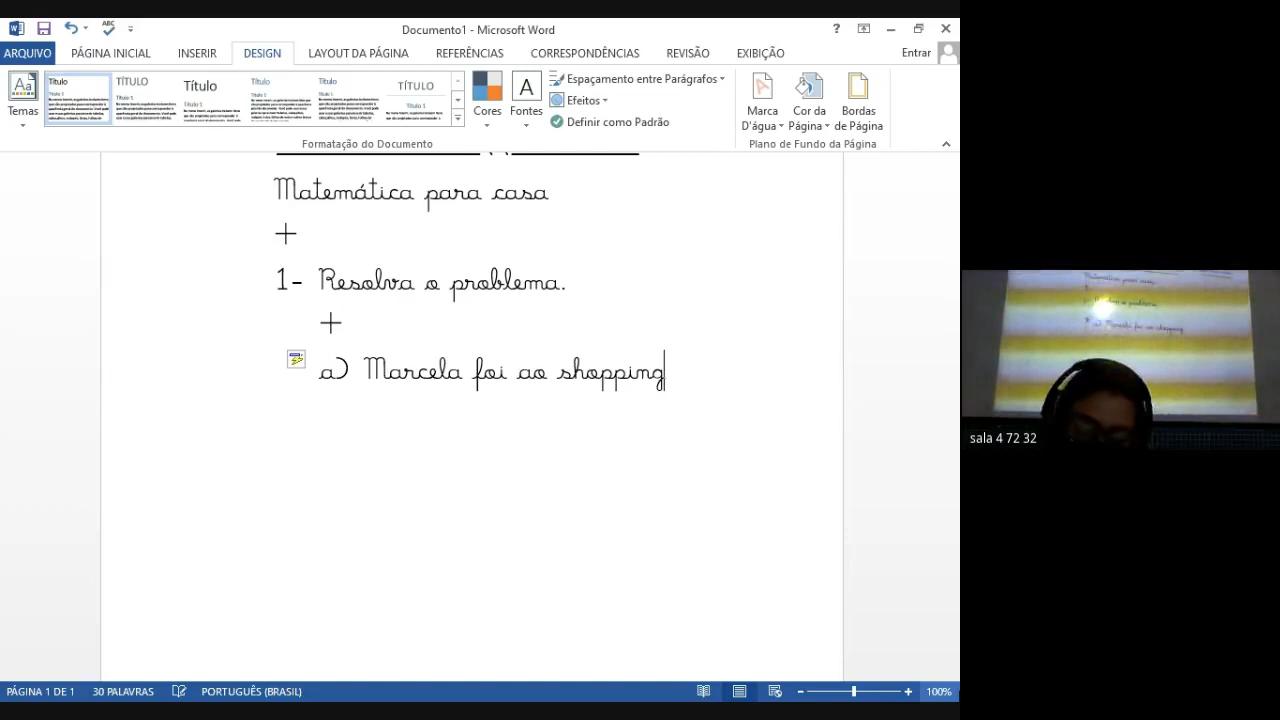 Documento1 - Microsoft Word
ARQUIVO PÁGINA INICIAL INSERIR DESIGN LAYOUT DA PÁGINA REFERÊNCIAS CORRESPONDÊNCIAS REVISÃO EXIBIÇÃO Entrar
Temas
Título
TÍTULO
Título
Título
Título
TÍTULO
Cores
Fontes
Espaçamento entre Parágrafos
Efeitos
Definir como Padrão
Marca D'água
Cor da Página
Bordas de Página
Formatação do Documento
Plano de Fundo da Página
Matemática para casa
+
1- Resolva o problema.
+
a) Marcela foi ao shopping
sala 4 72 32
PÁGINA 1 DE 1 30 PALAVRAS PORTUGUÊS (BRASIL) 100%